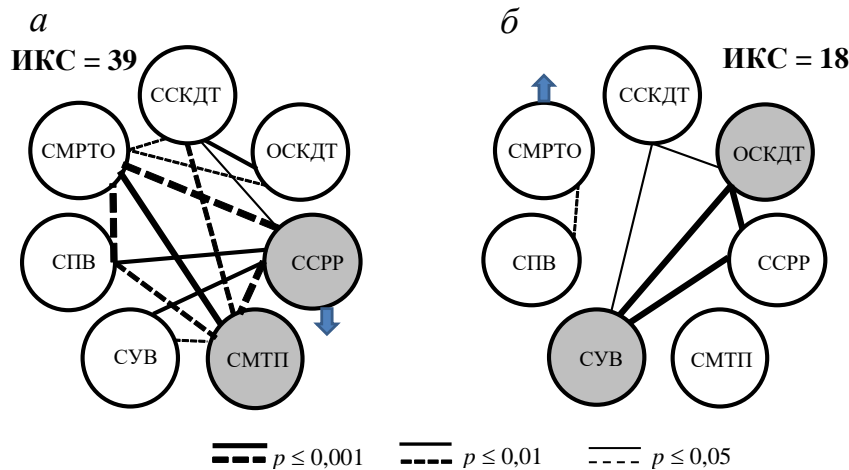 а
ИКС = 39
ССКДТ
СМРТО
ОСКДТ
СПВ
ССРР
СУВ
СМТП
б
ИКС = 18
ССКДТ
СМРТО
ОСКДТ
СПВ
ССРР
СУВ
СМТП
p ≤ 0,001
p ≤ 0,01
p ≤ 0,05